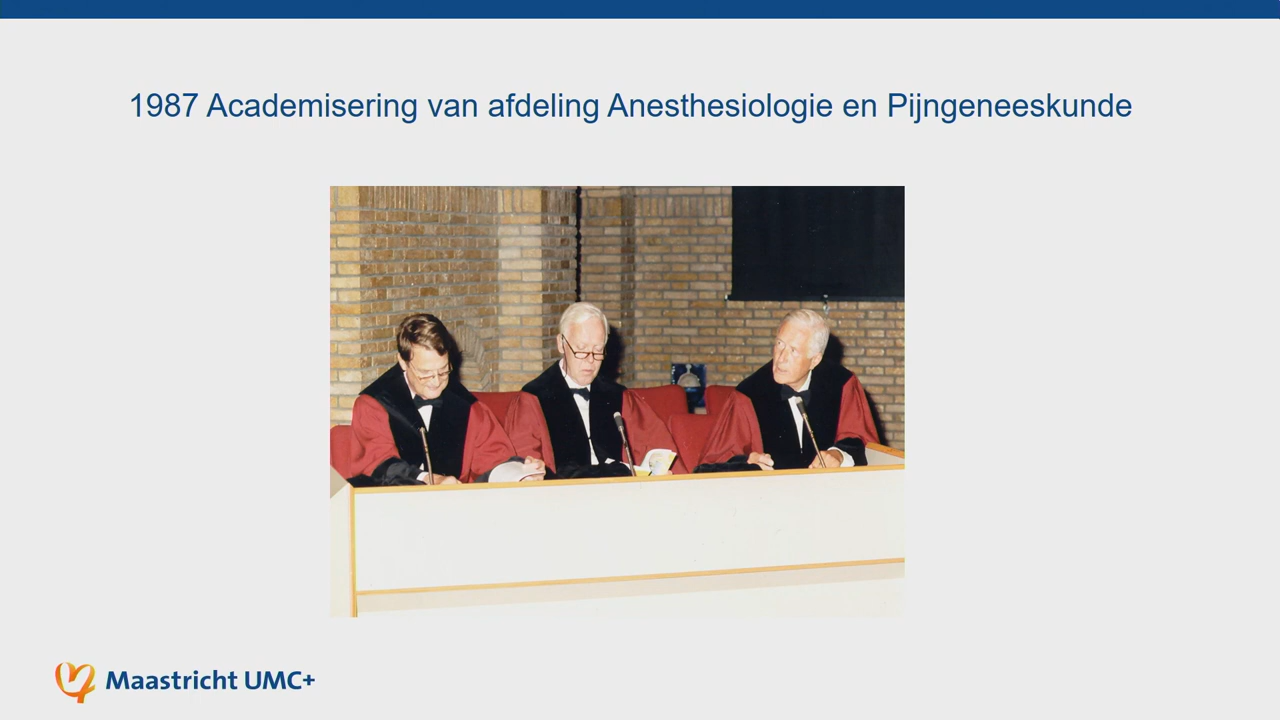 1987 Academisering van afdeling Anesthesiologie en Pijngeneeskunde
Maastricht UMC+